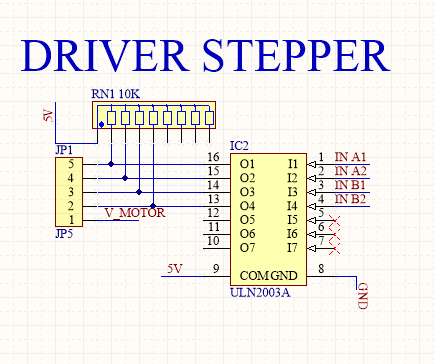 DRIVER STEPPER
RN1 10K
5V
JP1
IC2
5
4
3
2
1
JP5
V_MOTOR
16 O1 I1 1 IN A1
15 O2 I2 2 IN A2
14 O3 I3 3 IN B1
13 O4 I4 4 IN B2
12 O5 I5 5
11 O6 I6 6
10 O7 I7 7
5V 9 COM GND 8
GND
ULN2003A